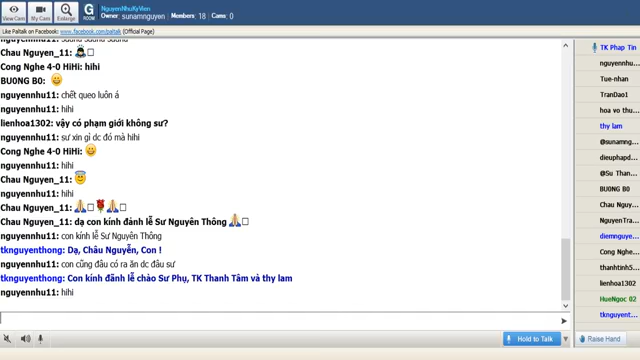 View Cam
My Cam
Enlarge
G
ROOM
NguyenNhuKyVien
Owner: sunamnguyen | Members: 18 | Cams: 0
Like Paltalk on Facebook: www.facebook.com/paltalk (Official Page)
Chau Nguyen_11:
Cong Nghe 4-0 HiHi: hihi
BU0NG B0:
nguyennhu11: chết queo luôn á
nguyennhu11: hihi
lienhoa1302: vậy có phạm giới không sư?
nguyennhu11: sư xin gì dc đó mà hihi
Cong Nghe 4-0 HiHi:
nguyennhu11: hihi
Chau Nguyen_11:
nguyennhu11: hihi
Chau Nguyen_11:
Chau Nguyen_11: dạ con kính đảnh lễ Sư Nguyên Thông
nguyennhu11: con kính lễ Sư Nguyên Thông
tknguyenthong: Dạ, Châu Nguyễn, Con !
nguyennhu11: con cũng đâu có ra ăn dc đâu sư
tknguyenthong: Con kính đãnh lễ chào Sư Phụ, TK Thanh Tâm và thy lam
nguyennhu11: hihi
Hold to Talk
TK Phap Tin
nguyennhu...
Tue-nhan
TranDao1
hoa vo thu...
thy lam
@sunamng...
dieuphapd...
@Su Than...
BU0NG B0
Chau Nguy...
NguyenTra...
diemnguye...
Cong Nghe...
thanhtinh5...
lienhoa1302
HueNgoc 02
tknguyent...
Raise Hand